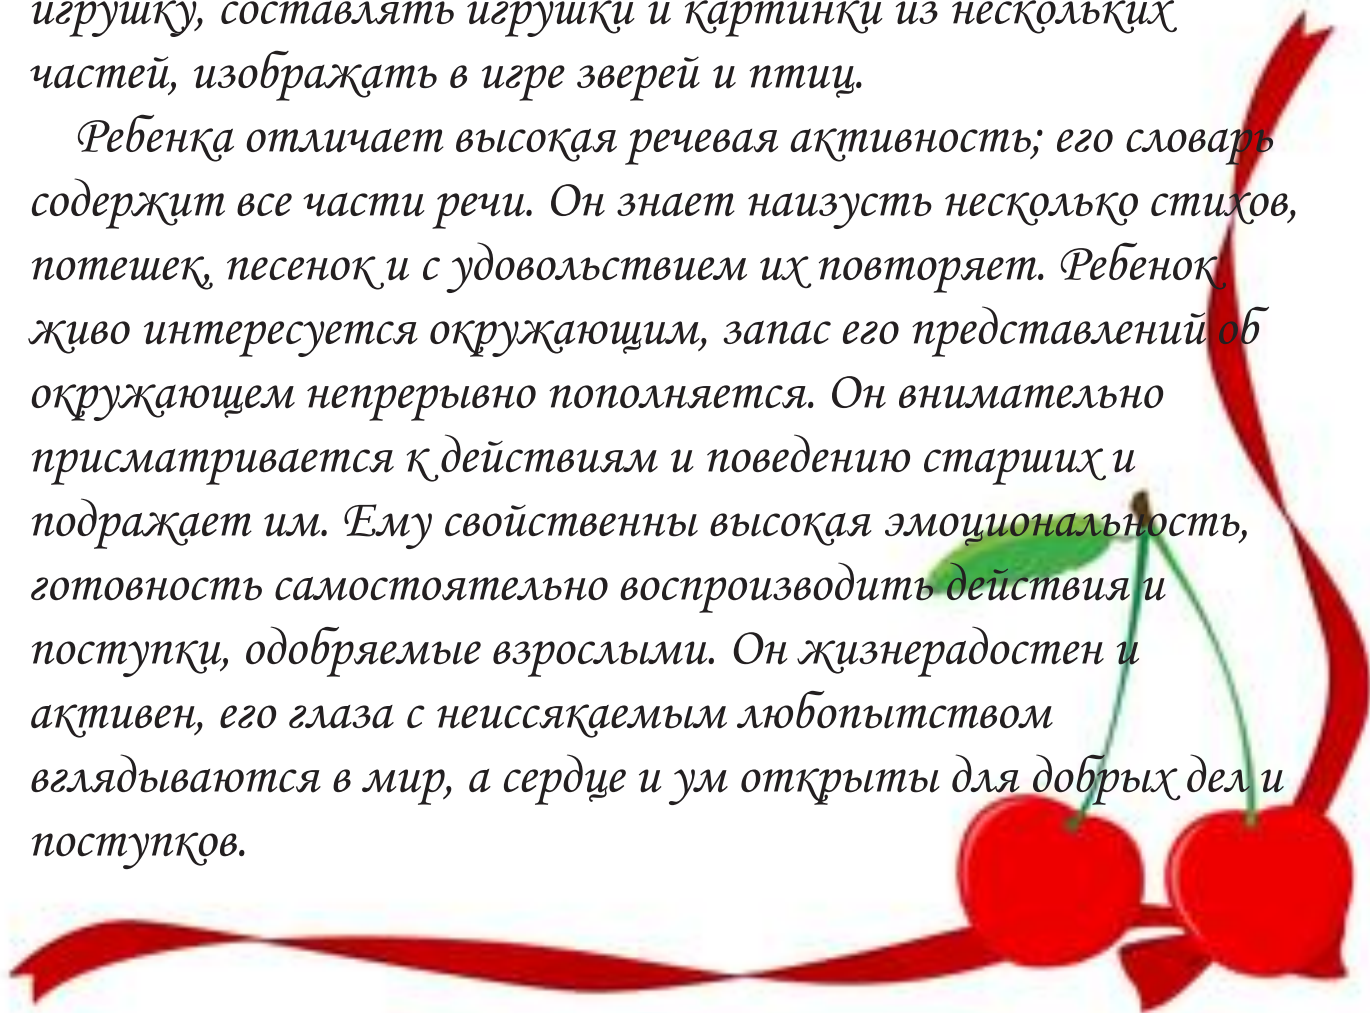 игрушку, составлять игрушки и картинки из нескольких
частей, изображать в игре зверей и птиц.
Ребенка отличает высокая речевая активность; его словарь
содержит все части речи. Он знает наизусть несколько стихов,
потешек, песенок и с удовольствием их повторяет. Ребенок
живо интересуется окружающим, запас его представлений об
окружающем непрерывно пополняется. Он внимательно
присматривается к действиям и поведению старших и
подражает им. Ему свойственны высокая эмоциональность,
готовность самостоятельно воспроизводить действия и
поступки, одобряемые взрослыми. Он жизнерадостен и
активен, его глаза с неиссякаемым любопытством
вглядываются в мир, а сердце и ум открыты для добрых дел и
поступков.